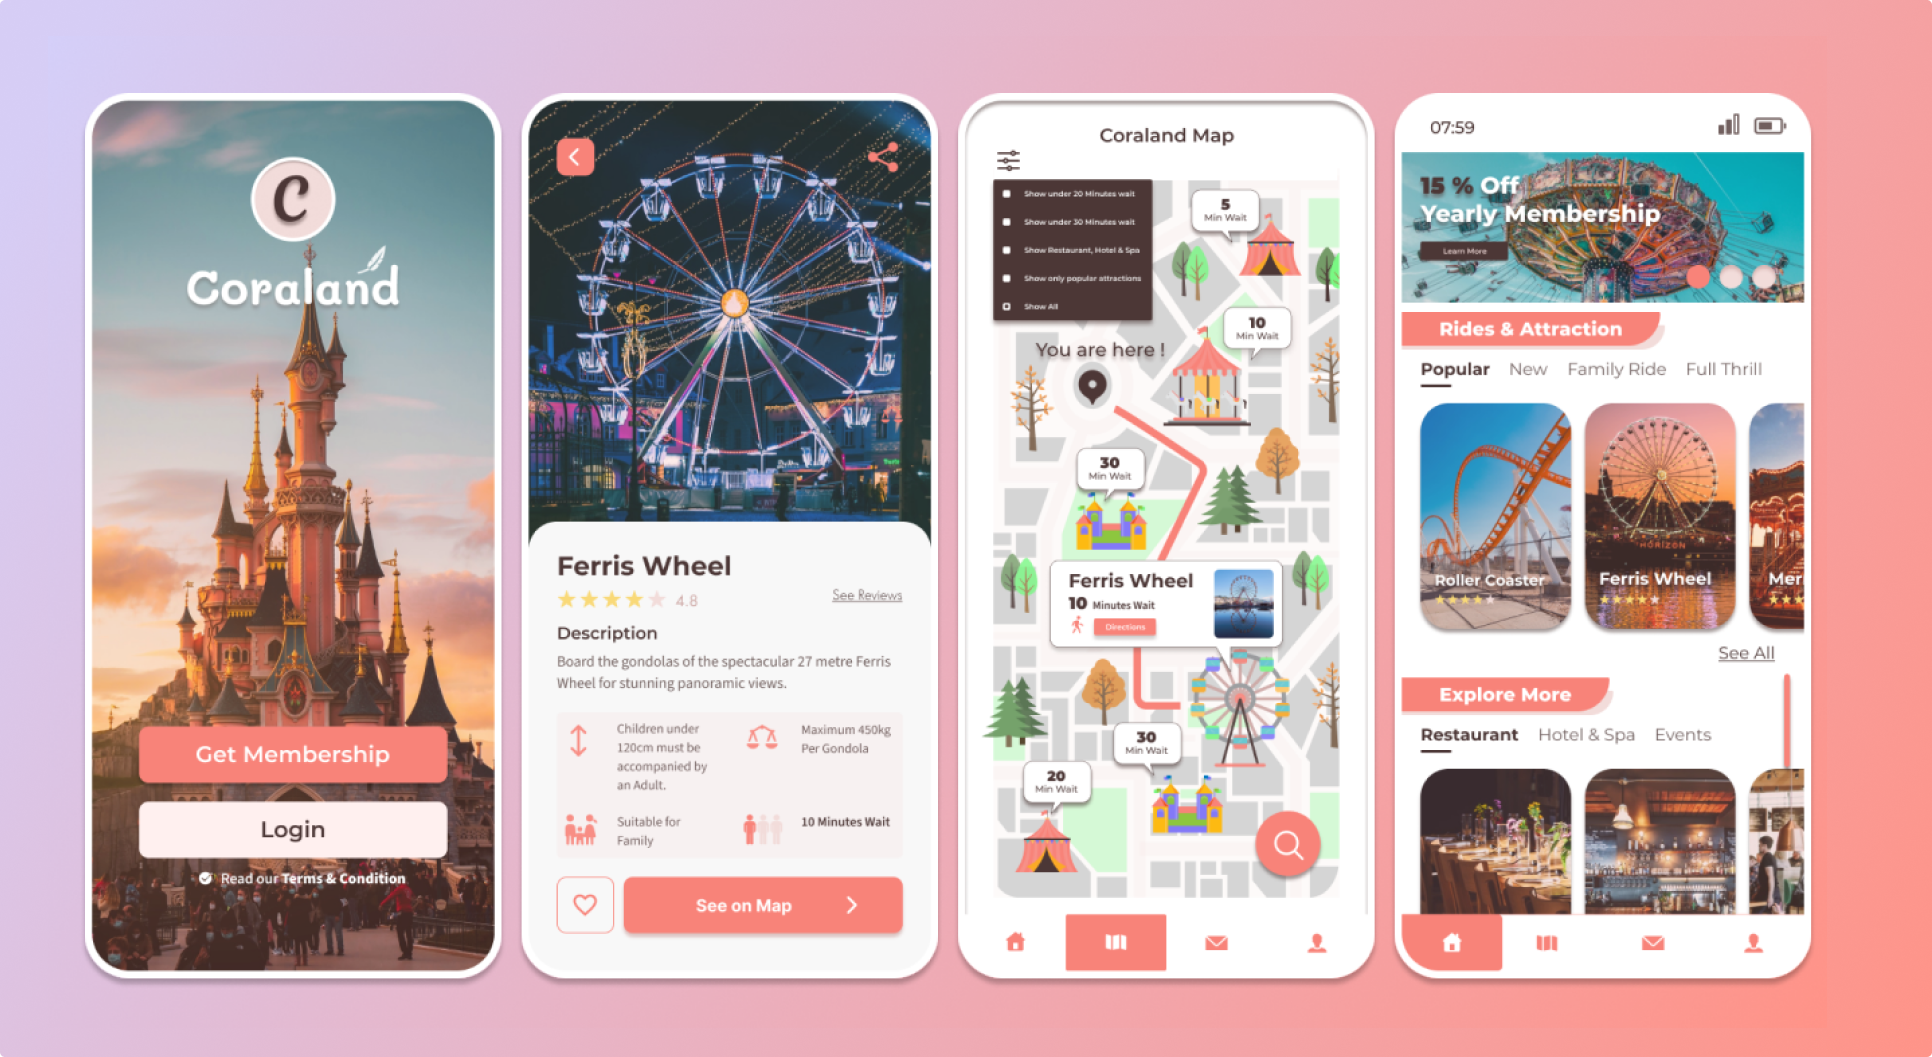 C
Coraland
Get Membership
Login
Read our Terms & Condition
Ferris Wheel
4.8
See Reviews
Description
Board the gondolas of the spectacular 27 metre Ferris
Wheel for stunning panoramic views.
Children under
120cm must be
accompanied by
an Adult.
Maximum 450kg
Per Gondola
Suitable for
Family
10 Minutes Wait
See on Map
Coraland Map
Show under 20 Minutes wait
Show under 30 Minutes wait
Show Restaurant, Hotel & Spa
Show only popular attractions
Show All
5
Min Wait
10
Min Wait
You are here !
30
Min Wait
Ferris Wheel
10 Minutes Wait
Directions
30
Min Wait
20
Min Wait
07:59
15 % Off
Yearly Membership
Learn More
Rides & Attraction
Popular New Family Ride Full Thrill
HORIZON
Roller Coaster
Ferris Wheel
Mer
See All
Explore More
Restaurant Hotel & Spa Events